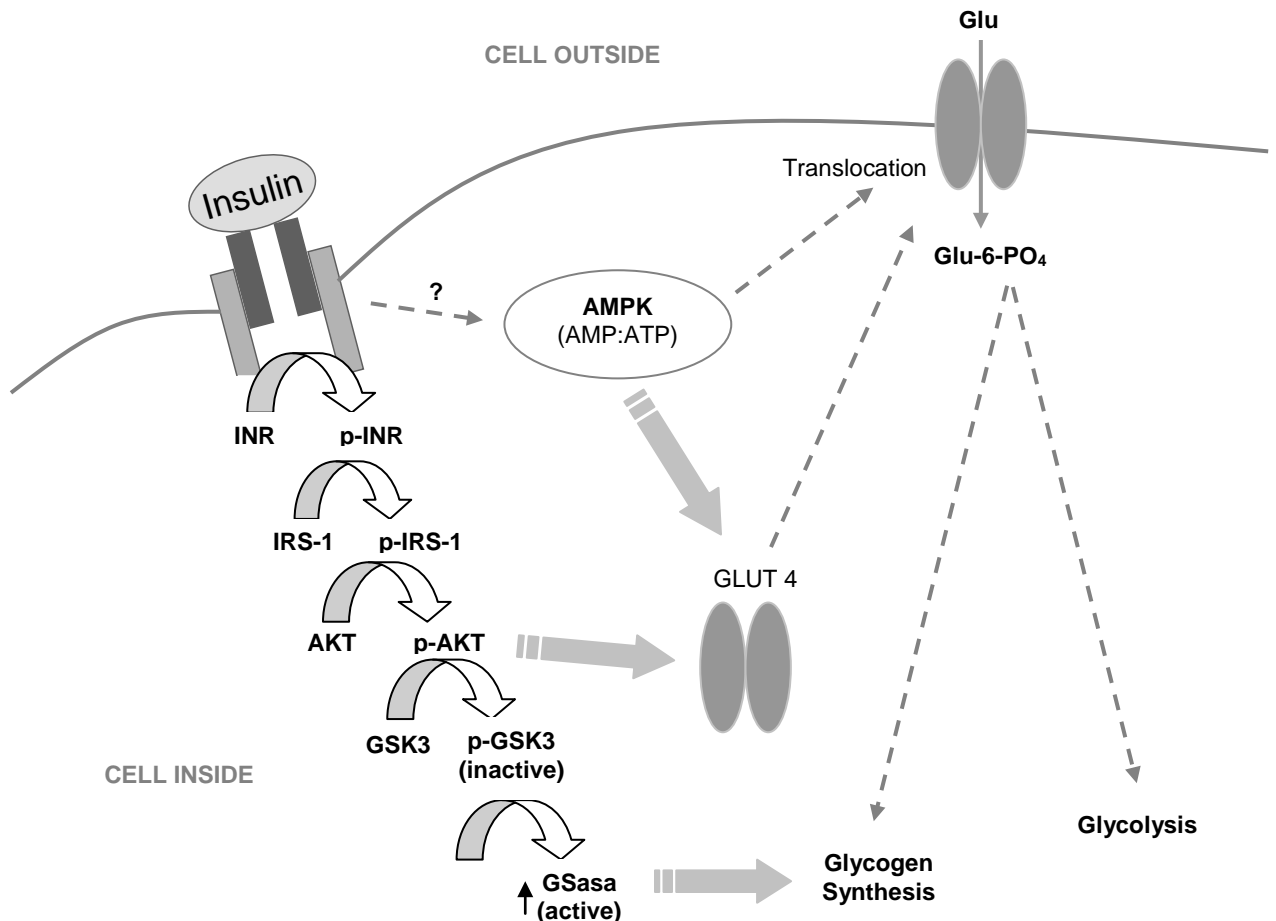 Glu
CELL OUTSIDE
Translocation
Insulin
Glu-6-PO₄
?
AMPK
(AMP:ATP)
INR p-INR
IRS-1 p-IRS-1
GLUT 4
AKT p-AKT
GSK3 p-GSK3
(inactive)
CELL INSIDE
Glycolysis
GSasa
(active)
Glycogen
Synthesis